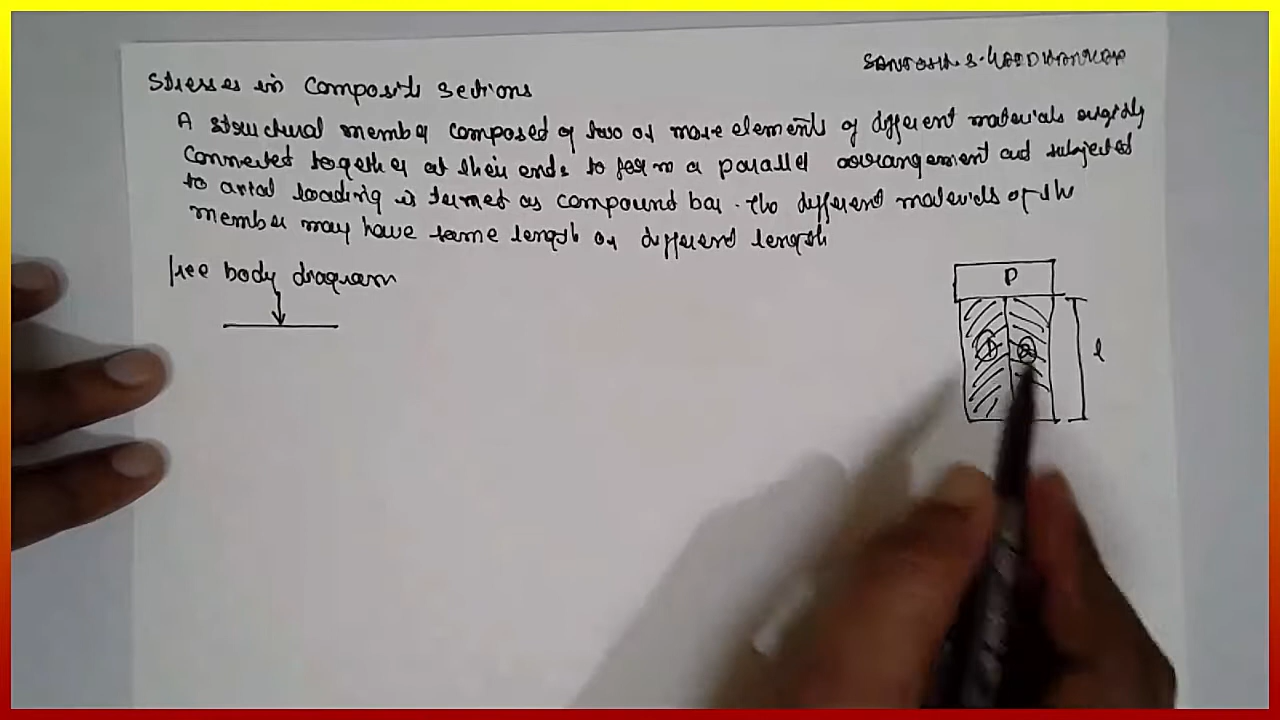 Stresses in Composite Sections
A structural member composed of two or more elements of different materials rigidly
connected together at their ends to form a parallel arrangement and subjected
to axial loading is termed as compound bar. The different materials of the
member may have same length or different length
free body diagram
P
1 2
l